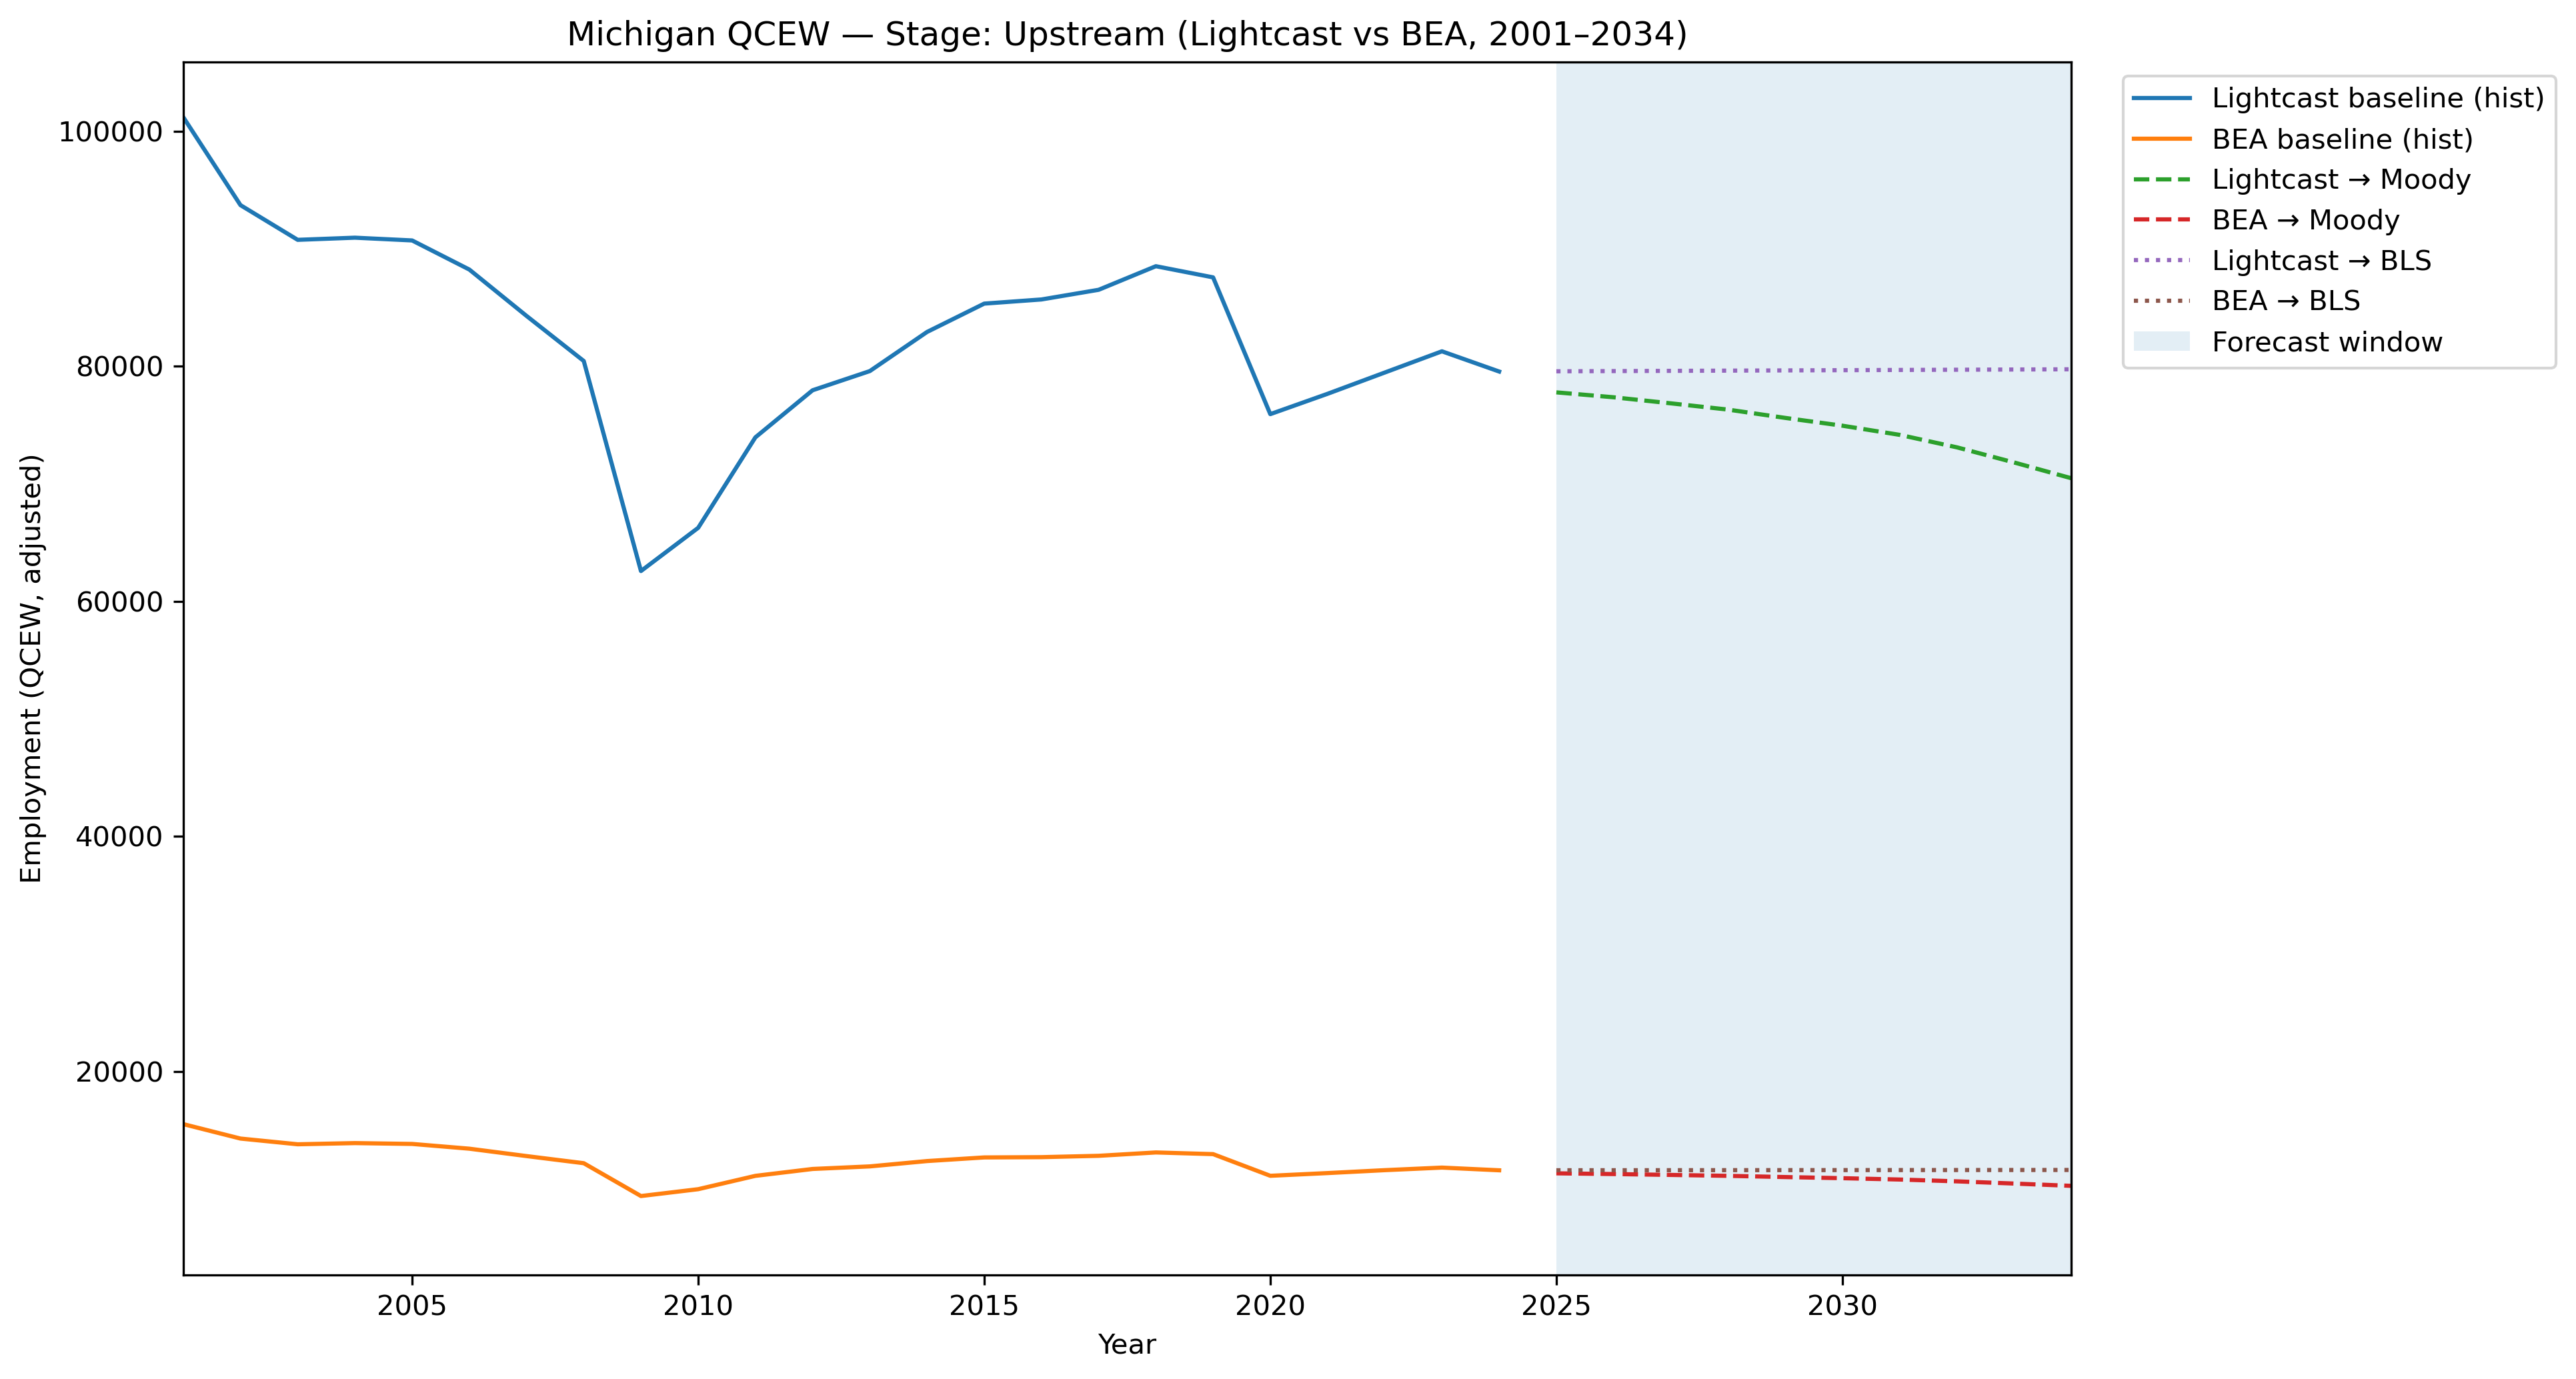 Michigan QCEW — Stage: Upstream (Lightcast vs BEA, 2001–2034)
Lightcast baseline (hist)
BEA baseline (hist)
Lightcast → Moody
BEA → Moody
Lightcast → BLS
BEA → BLS
Forecast window
Employment (QCEW, adjusted)
100000
80000
60000
40000
20000
2005 2010 2015 2020 2025 2030
Year